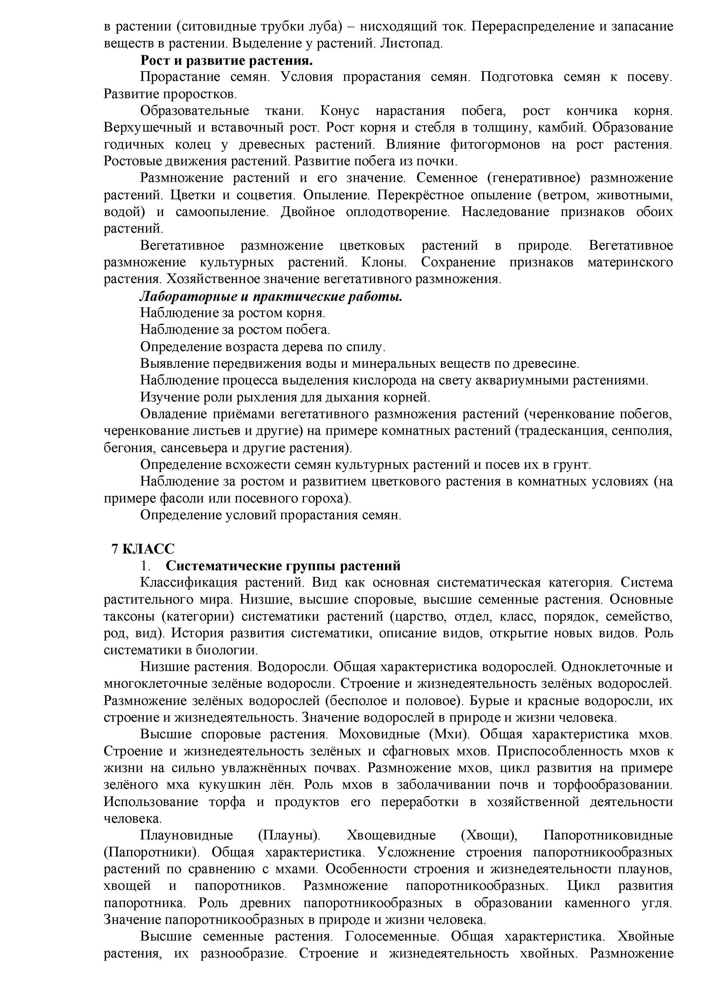 в растении (ситовидные трубки луба) – нисходящий ток. Перераспределение и запасание
веществ в растении. Выделение у растений. Листопад.
Рост и развитие растения.
Прорастание семян. Условия прорастания семян. Подготовка семян к посеву.
Развитие проростков.
Образовательные ткани. Конус нарастания побега, рост кончика корня.
Верхушечный и вставочный рост. Рост корня и стебля в толщину, камбий. Образование
годичных колец у древесных растений. Влияние фитогормонов на рост растения.
Ростовые движения растений. Развитие побега из почки.
Размножение растений и его значение. Семенное (генеративное) размножение
растений. Цветки и соцветия. Опыление. Перекрёстное опыление (ветром, животными,
водой) и самоопыление. Двойное оплодотворение. Наследование признаков обоих
растений.
Вегетативное размножение цветковых растений в природе. Вегетативное
размножение культурных растений. Клоны. Сохранение признаков материнского
растения. Хозяйственное значение вегетативного размножения.
Лабораторные и практические работы.
Наблюдение за ростом корня.
Наблюдение за ростом побега.
Определение возраста дерева по спилу.
Выявление передвижения воды и минеральных веществ по древесине.
Наблюдение процесса выделения кислорода на свету аквариумными растениями.
Изучение роли рыхления для дыхания корней.
Овладение приёмами вегетативного размножения растений (черенкование побегов,
черенкование листьев и другие) на примере комнатных растений (традесканция, сенполия,
бегония, сансевьера и другие растения).
Определение всхожести семян культурных растений и посев их в грунт.
Наблюдение за ростом и развитием цветкового растения в комнатных условиях (на
примере фасоли или посевного гороха).
Определение условий прорастания семян.
7 КЛАСС
1. Систематические группы растений
Классификация растений. Вид как основная систематическая категория. Система
растительного мира. Низшие, высшие споровые, высшие семенные растения. Основные
таксоны (категории) систематики растений (царство, отдел, класс, порядок, семейство,
род, вид). История развития систематики, описание видов, открытие новых видов. Роль
систематики в биологии.
Низшие растения. Водоросли. Общая характеристика водорослей. Одноклеточные и
многоклеточные зелёные водоросли. Строение и жизнедеятельность зелёных водорослей.
Размножение зелёных водорослей (бесполое и половое). Бурые и красные водоросли, их
строение и жизнедеятельность. Значение водорослей в природе и жизни человека.
Высшие споровые растения. Моховидные (Мхи). Общая характеристика мхов.
Строение и жизнедеятельность зелёных и сфагновых мхов. Приспособленность мхов к
жизни на сильно увлажнённых почвах. Размножение мхов, цикл развития на примере
зелёного мха кукушкин лён. Роль мхов в заболачивании почв и торфообразовании.
Использование торфа и продуктов его переработки в хозяйственной деятельности
человека.
Плауновидные (Плауны). Хвощевидные (Хвощи), Папоротниковидные
(Папоротники). Общая характеристика. Усложнение строения папоротникообразных
растений по сравнению с мхами. Особенности строения и жизнедеятельности плаунов,
хвощей и папоротников. Размножение папоротникообразных. Цикл развития
папоротника. Роль древних папоротникообразных в образовании каменного угля.
Значение папоротникообразных в природе и жизни человека.
Высшие семенные растения. Голосеменные. Общая характеристика. Хвойные
растения, их разнообразие. Строение и жизнедеятельность хвойных. Размножение